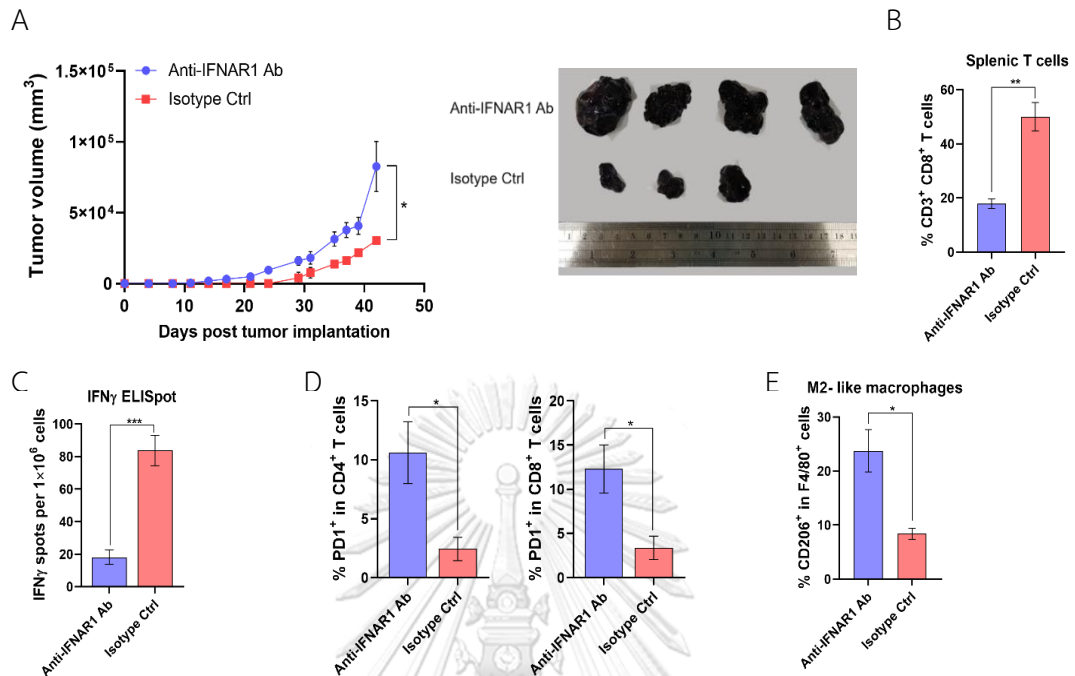 A
Tumor volume (mm³)
1.5×10⁵
1×10⁵
5×10⁴
0
Anti-IFNAR1 Ab
Isotype Ctrl
*
0 10 20 30 40 50
Days post tumor implantation
Anti-IFNAR1 Ab
Isotype Ctrl
B
Splenic T cells
% CD3⁺ CD8⁺ T cells
60
40
20
0
**
Anti-IFNAR1 Ab
Isotype Ctrl
C
IFNγ ELISpot
IFNγ spots per 1×10⁶ cells
100
80
60
40
20
0
***
Anti-IFNAR1 Ab
Isotype Ctrl
D
% PD1⁺ in CD4⁺ T cells
15
10
5
0
*
Anti-IFNAR1 Ab
Isotype Ctrl
% PD1⁺ in CD8⁺ T cells
20
15
10
5
0
*
Anti-IFNAR1 Ab
Isotype Ctrl
E
M2- like macrophages
% CD206⁺ in F4/80⁺ cells
30
20
10
0
*
Anti-IFNAR1 Ab
Isotype Ctrl